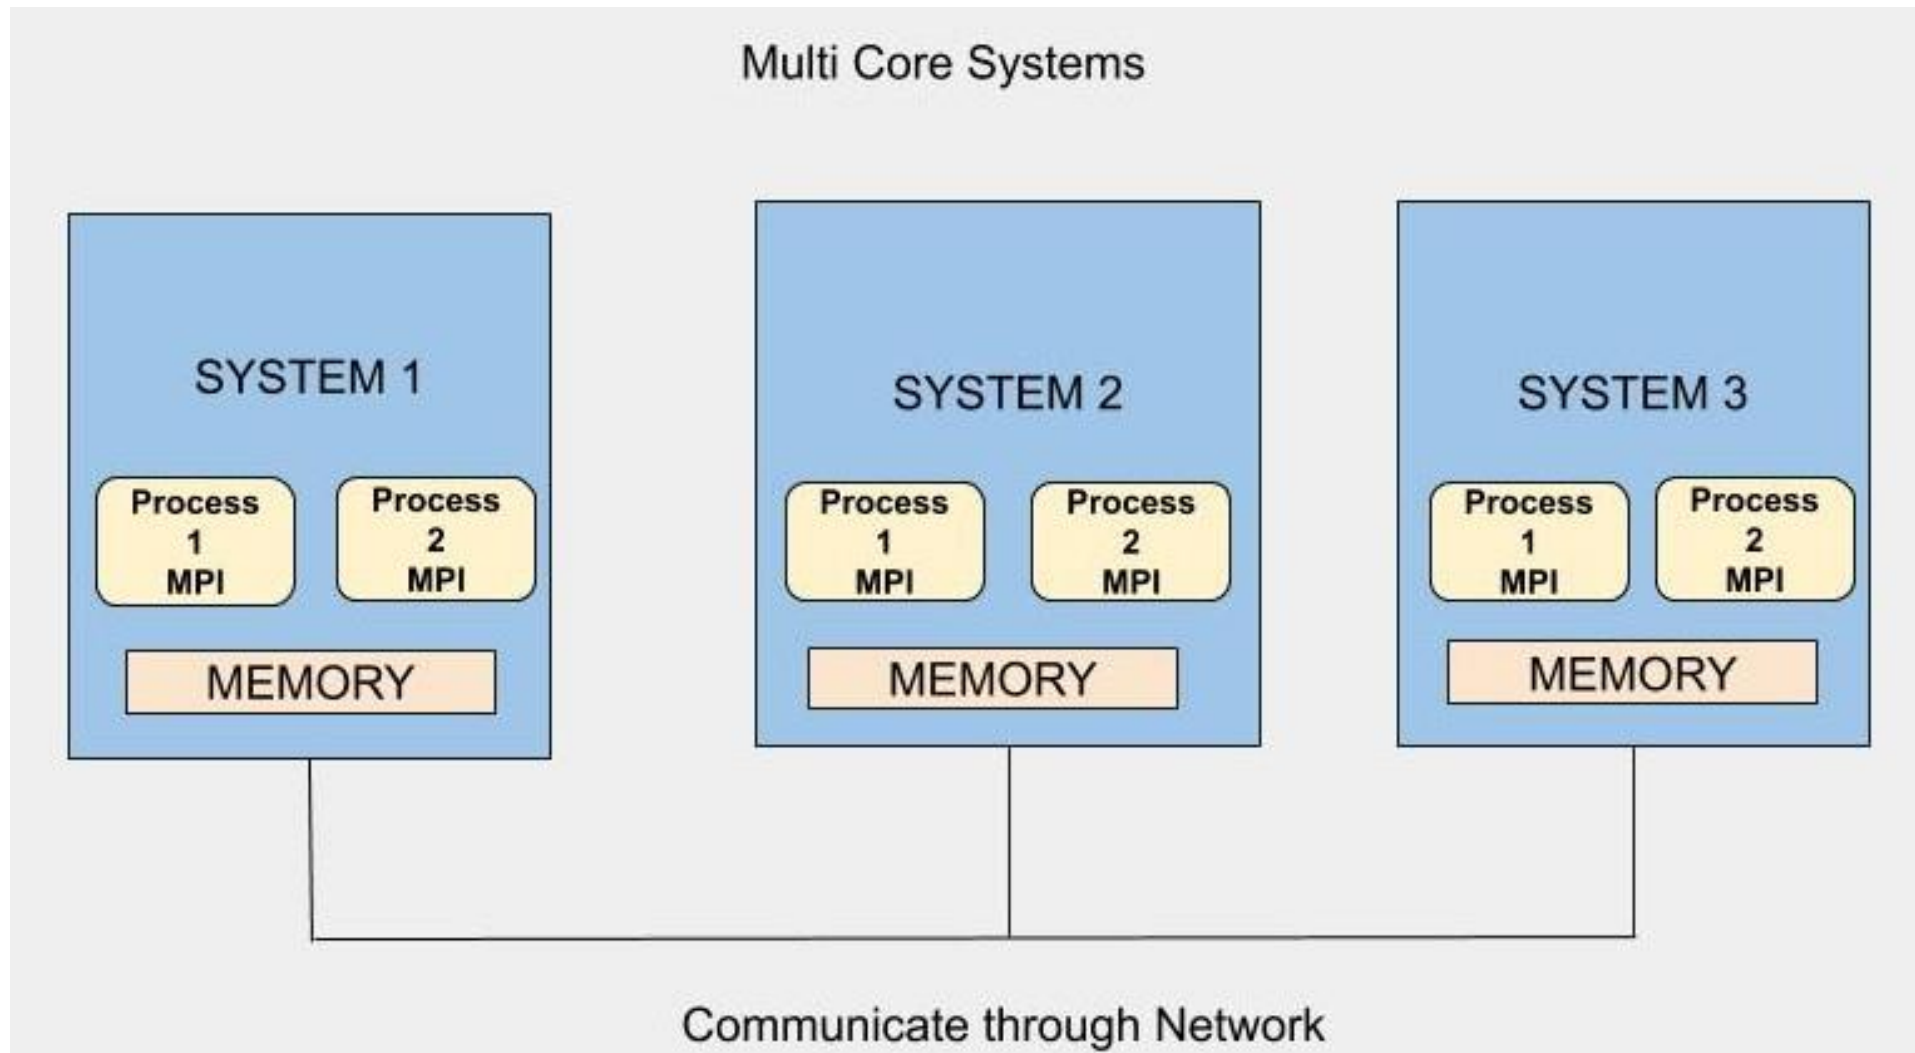 Multi Core Systems
SYSTEM 1
Process
1
MPI
Process
2
MPI
MEMORY
SYSTEM 2
Process
1
MPI
Process
2
MPI
MEMORY
SYSTEM 3
Process
1
MPI
Process
2
MPI
MEMORY
Communicate through Network